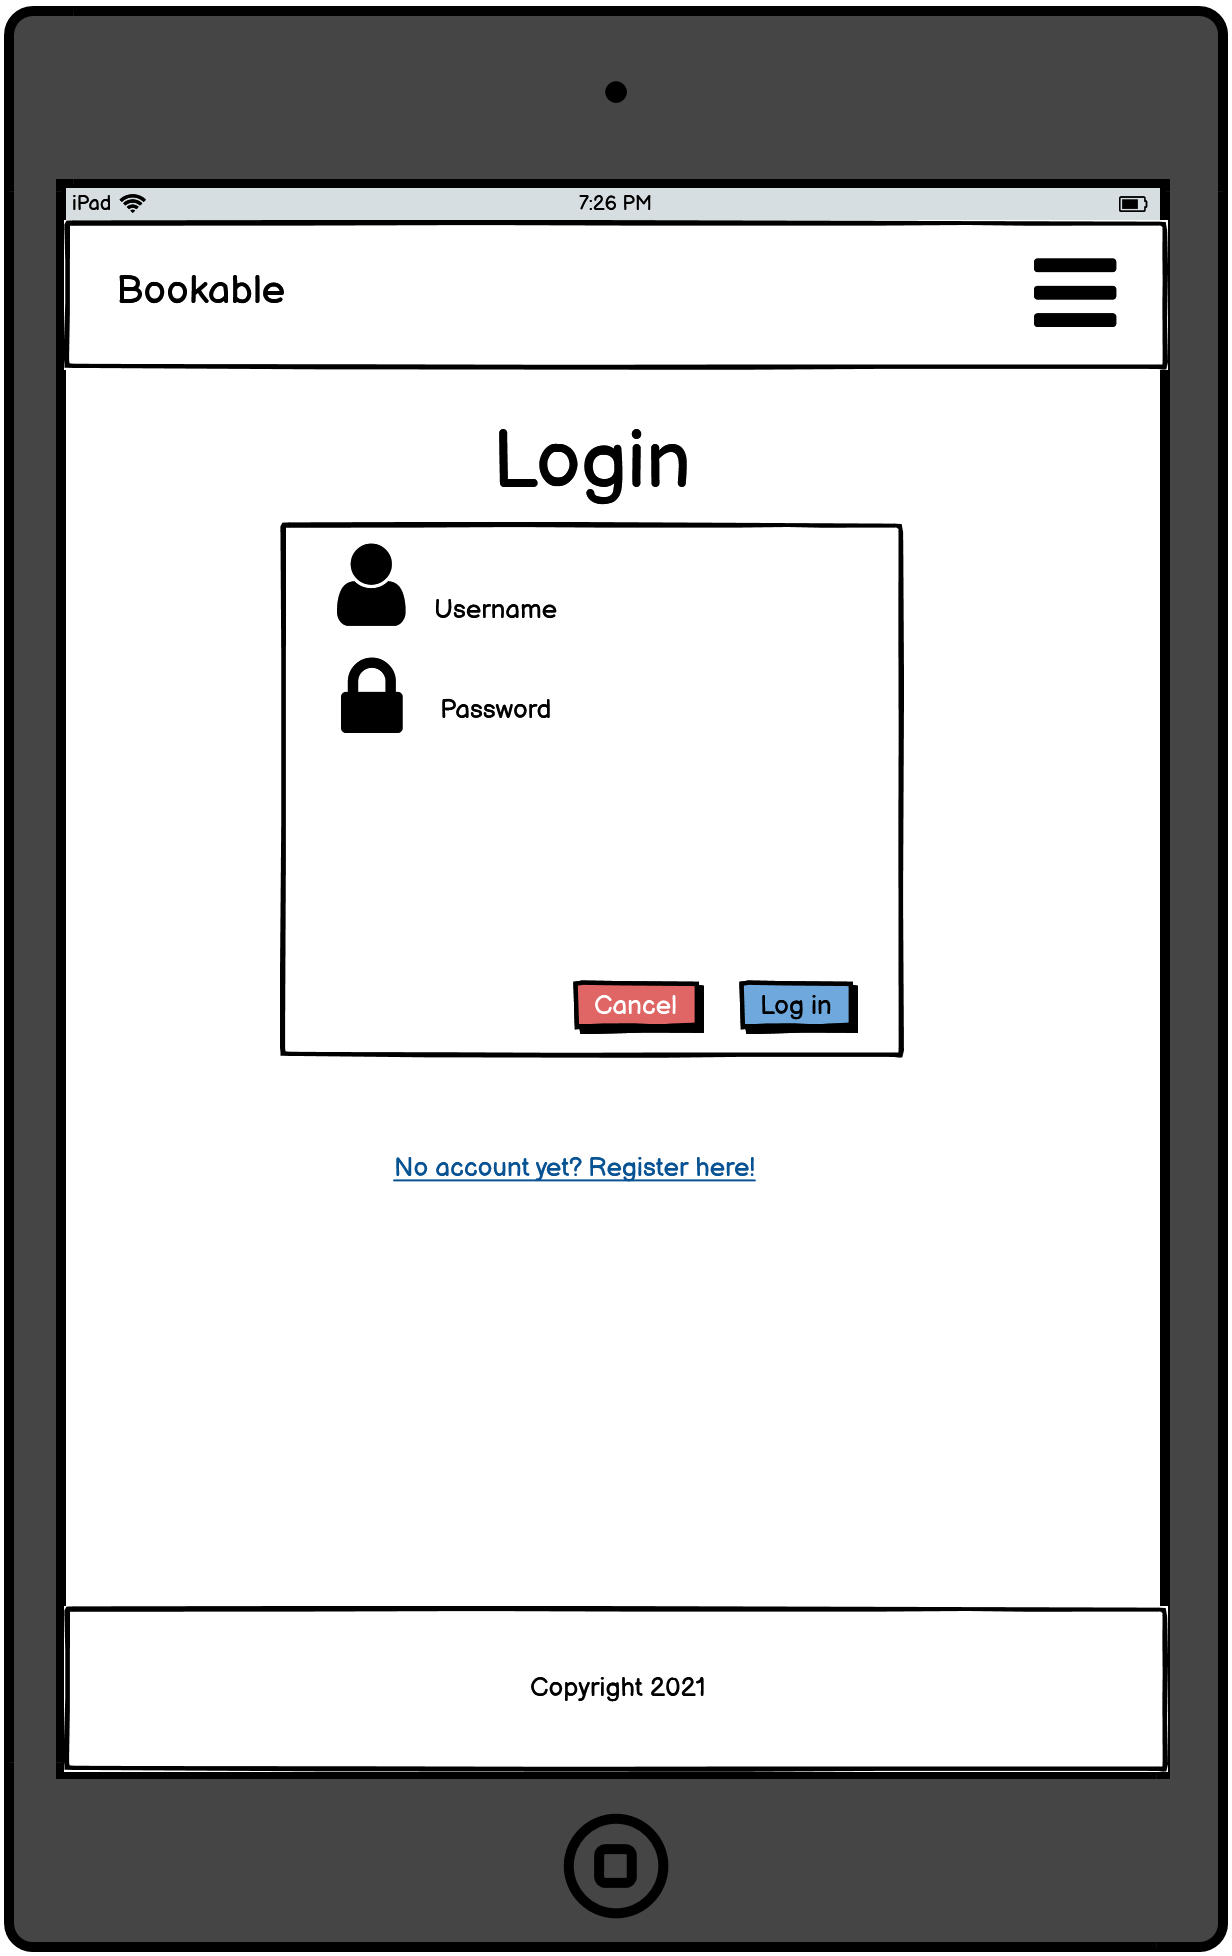 iPad
7:26 PM
Bookable
Login
Username
Password
Cancel
Log in
No account yet? Register here!
Copyright 2021